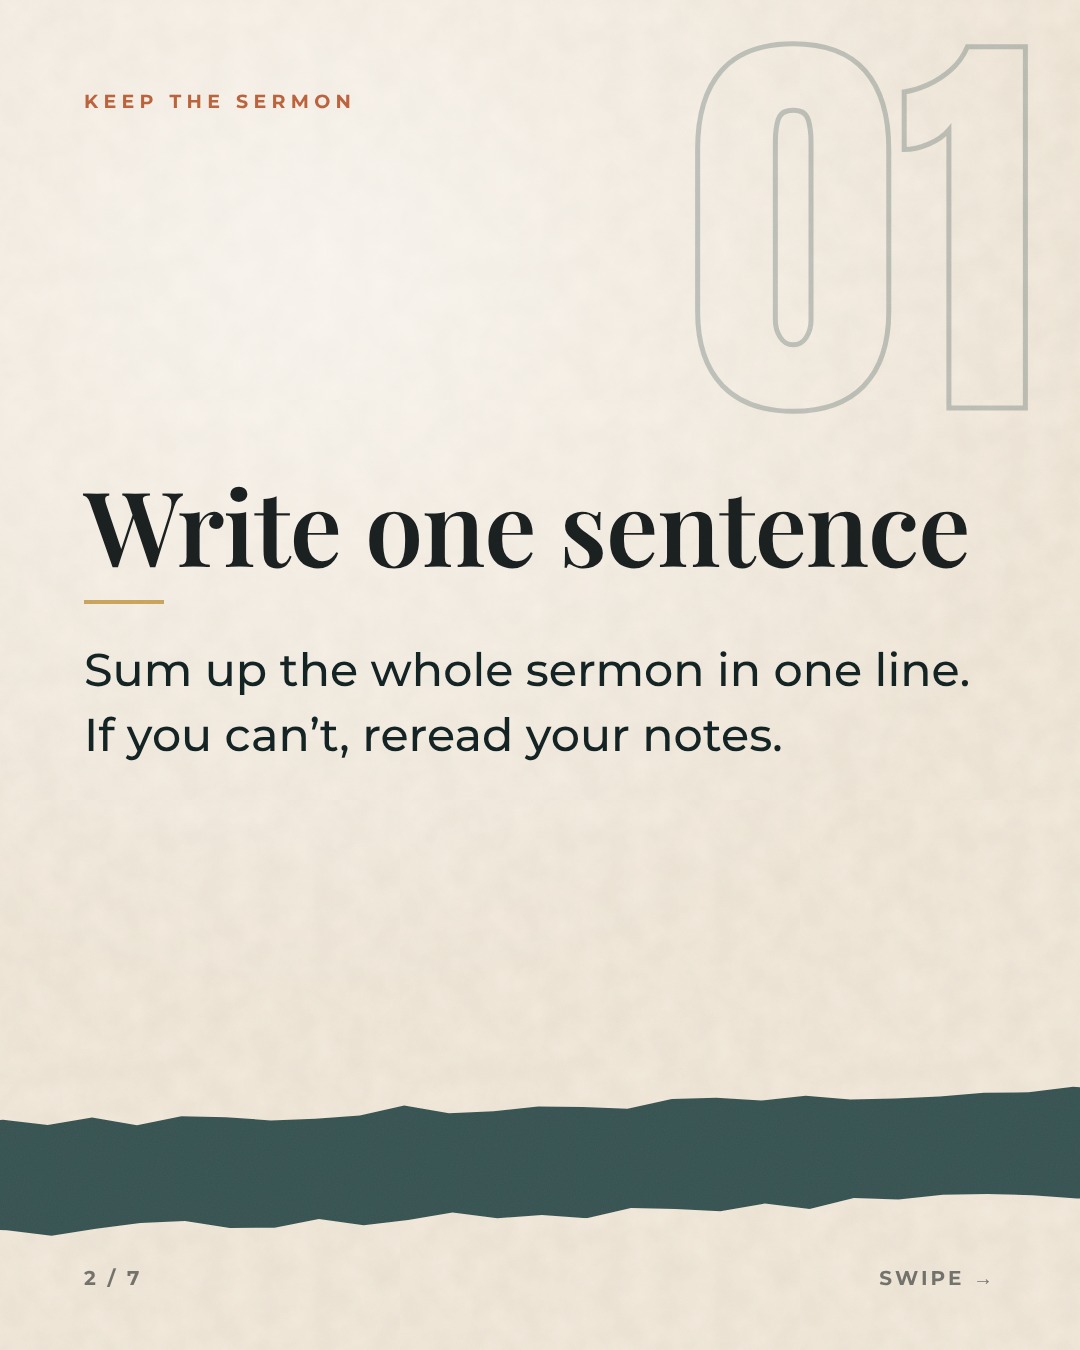 KEEP THE SERMON
01
Write one sentence
Sum up the whole sermon in one line.
If you can’t, reread your notes.
2 / 7
SWIPE →